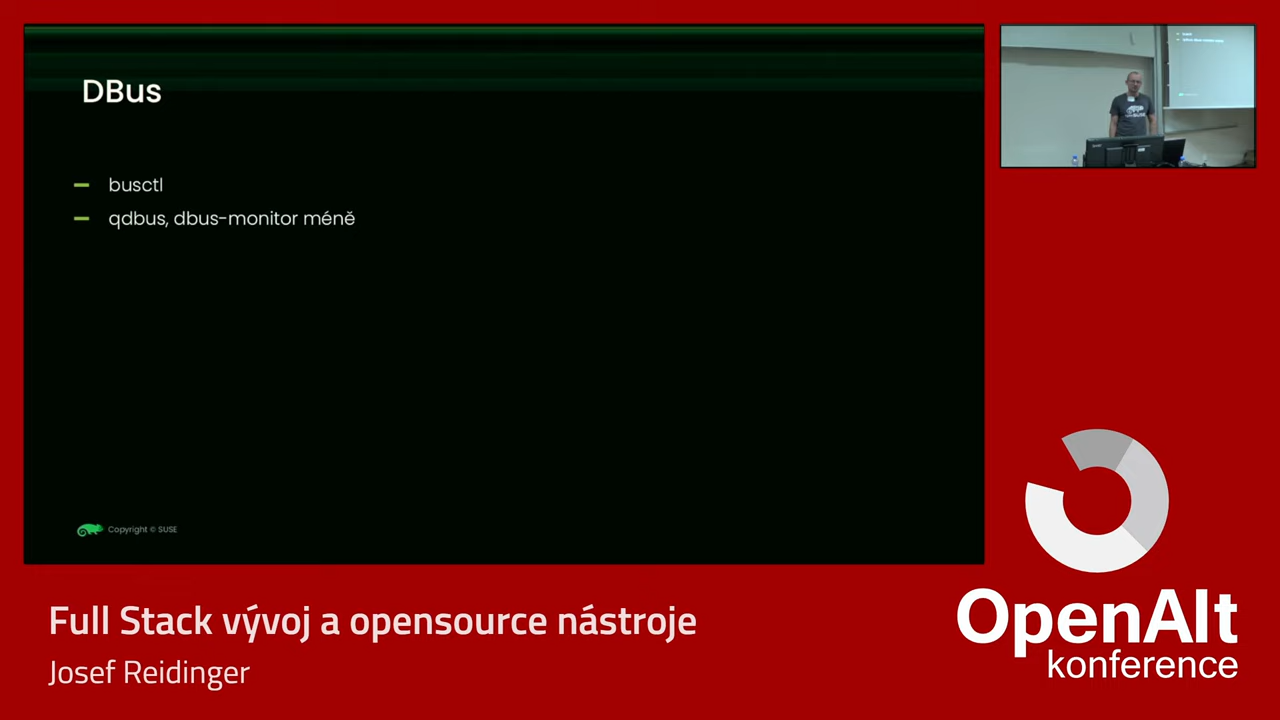 DBus
busctl
qdbus, dbus-monitor méně
Copyright © SUSE
Full Stack vývoj a opensource nástroje
Josef Reidinger
OpenAlt
konference